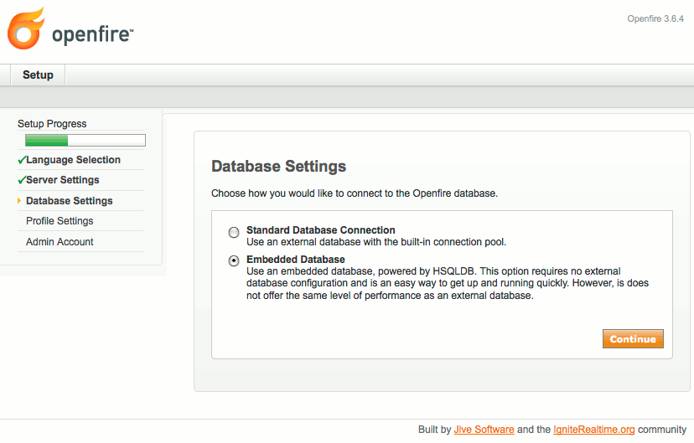 openfire™
Openfire 3.6.4
Setup
Setup Progress
Language Selection
Server Settings
Database Settings
Profile Settings
Admin Account
Database Settings
Choose how you would like to connect to the Openfire database.
Standard Database Connection
Use an external database with the built-in connection pool.
Embedded Database
Use an embedded database, powered by HSQLDB. This option requires no external
database configuration and is an easy way to get up and running quickly. However, is does
not offer the same level of performance as an external database.
Continue
Built by Jive Software and the IgniteRealtime.org community